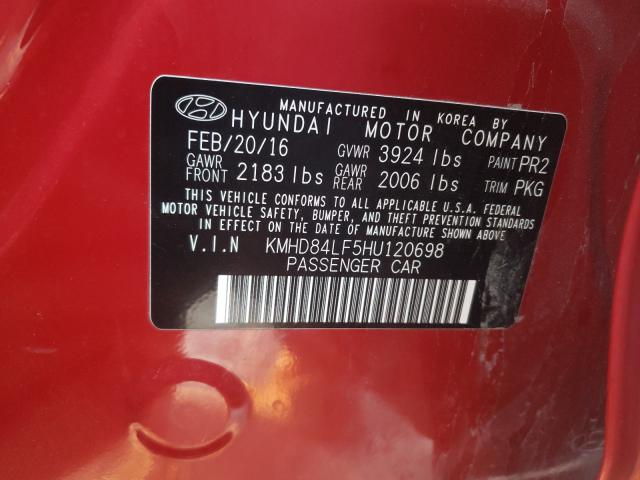 MANUFACTURED IN KOREA BY
HYUNDAI MOTOR COMPANY
FEB/20/16 GVWR 3924 lbs PAINT PR2
GAWR FRONT 2183 lbs GAWR REAR 2006 lbs TRIM PKG
THIS VEHICLE CONFORMS TO ALL APPLICABLE U.S.A. FEDERAL
MOTOR VEHICLE SAFETY, BUMPER, AND THEFT PREVENTION STANDARDS
IN EFFECT ON THE DATE OF MANUFACTURE SHOWN ABOVE
V.I.N KMHD84LF5HU120698
PASSENGER CAR